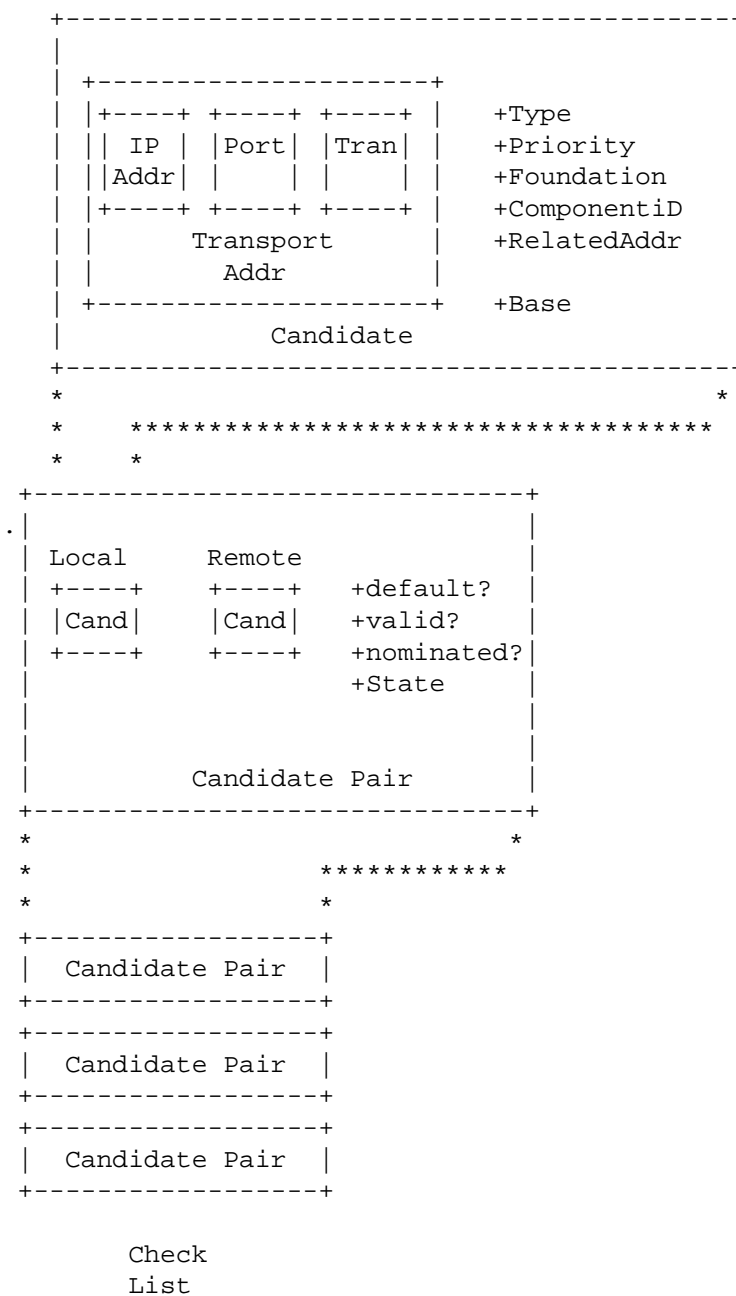 +Type
IP Port Tran +Priority
Addr +Foundation
+ComponentiD
Transport +RelatedAddr
Addr
+Base
Candidate
Local Remote
+default?
Cand Cand +valid?
+nominated?
+State
Candidate Pair
Candidate Pair
Candidate Pair
Candidate Pair
Check
List